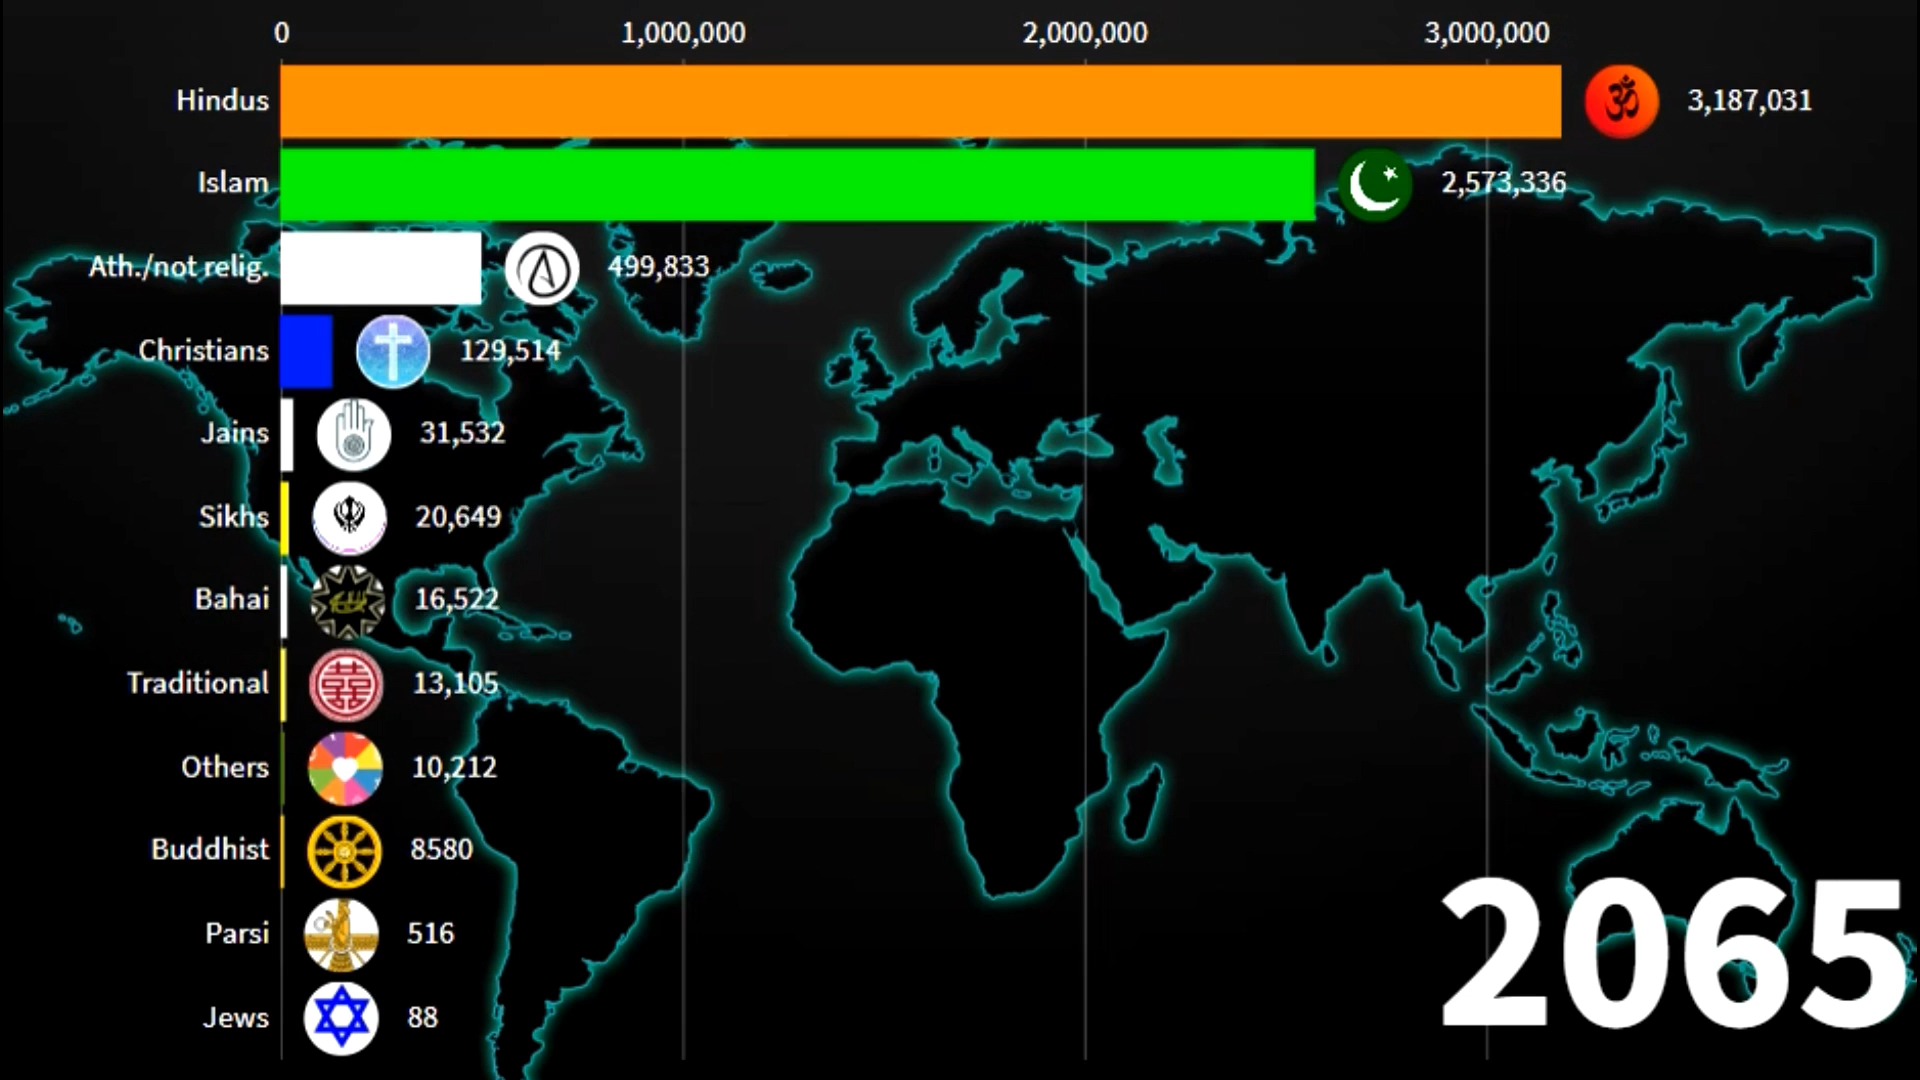 0 1,000,000 2,000,000 3,000,000
Hindus 3,187,031
Islam 2,573,336
Ath./not relig. 499,833
Christians 129,514
Jains 31,532
Sikhs 20,649
Bahai 16,522
Traditional 13,105
Others 10,212
Buddhist 8580
Parsi 516
Jews 88
2065